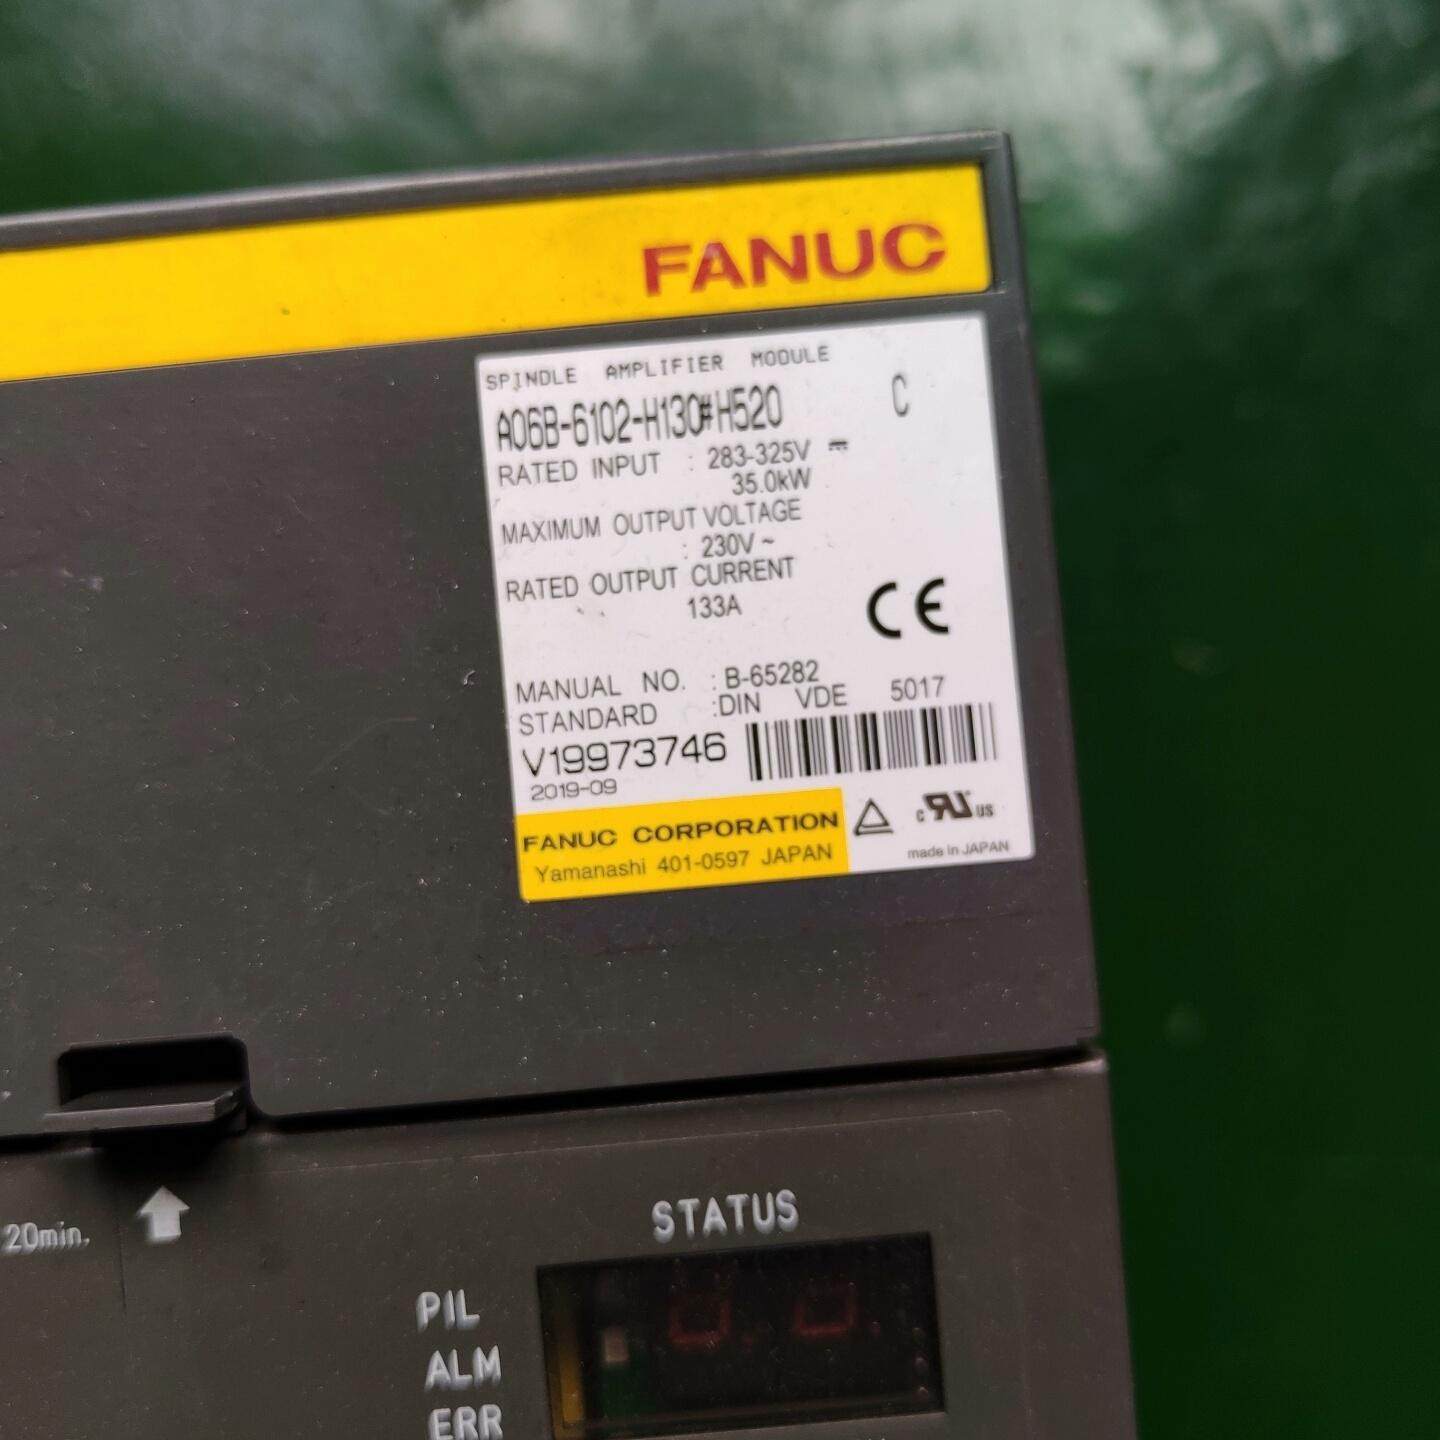 FANUC
SPINDLE AMPLIFIER MODULE
A06B-6102-H130#H520 C
RATED INPUT : 283-325V ⎓
35.0kW
MAXIMUM OUTPUT VOLTAGE
: 230V ~
RATED OUTPUT CURRENT
133A
CE
MANUAL NO. : B-65282
STANDARD :DIN VDE 5017
V19973746
2019-09
FANUC CORPORATION
Yamanashi 401-0597 JAPAN
c RU US
made in JAPAN
20min.
STATUS
PIL
ALM
ERR